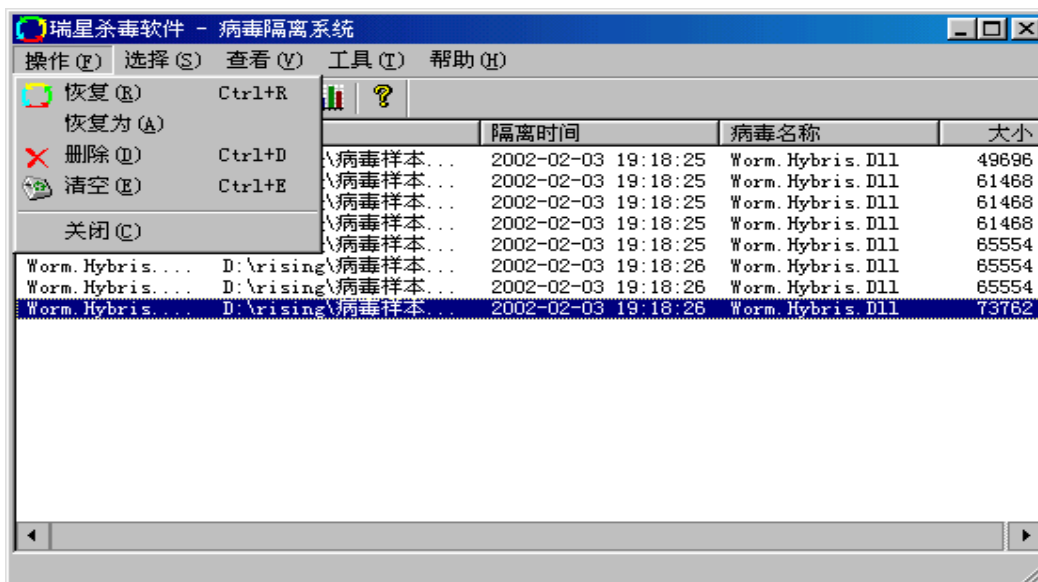 瑞星杀毒软件 - 病毒隔离系统
操作(F) 选择(S) 查看(V) 工具(T) 帮助(H)
恢复(R) Ctrl+R
恢复为(A)
隔离时间 病毒名称 大小
删除(D) Ctrl+D \病毒样本... 2002-02-03 19:18:25 Worm.Hybris.Dll 49696
清空(E) Ctrl+E \病毒样本... 2002-02-03 19:18:25 Worm.Hybris.Dll 61468
\病毒样本... 2002-02-03 19:18:25 Worm.Hybris.Dll 61468
关闭(C) \病毒样本... 2002-02-03 19:18:25 Worm.Hybris.Dll 61468
\病毒样本... 2002-02-03 19:18:25 Worm.Hybris.Dll 65554
Worm.Hybris.... D:\rising\病毒样本... 2002-02-03 19:18:26 Worm.Hybris.Dll 65554
Worm.Hybris.... D:\rising\病毒样本... 2002-02-03 19:18:26 Worm.Hybris.Dll 65554
Worm.Hybris.... D:\rising\病毒样本... 2002-02-03 19:18:26 Worm.Hybris.Dll 73762